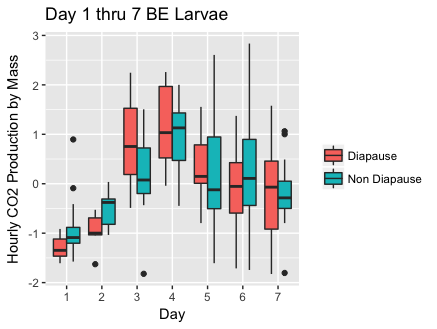 Day 1 thru 7 BE Larvae
Hourly CO2 Production by Mass
3
2
1
0
-1
-2
1 2 3 4 5 6 7
Day
Diapause
Non Diapause